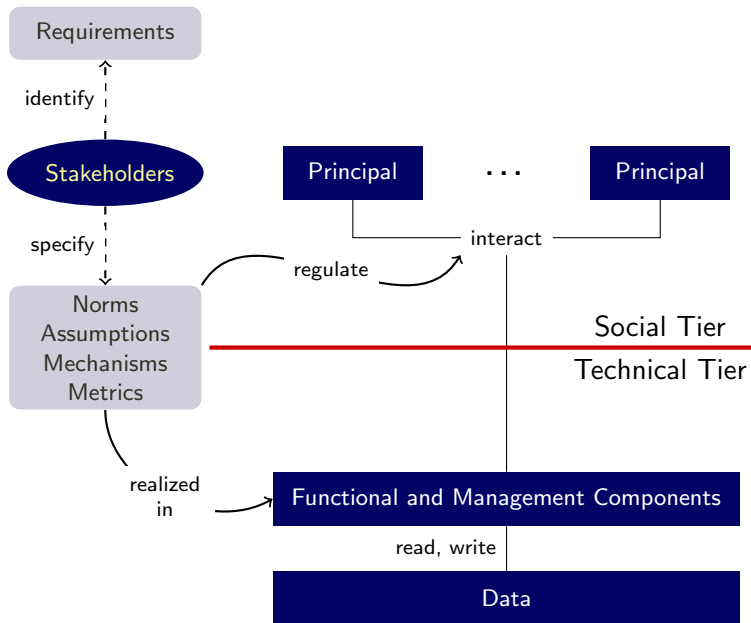 Requirements
identify
Stakeholders
Principal
...
Principal
specify
interact
regulate
Norms
Assumptions
Mechanisms
Metrics
Social Tier
Technical Tier
realized
in
Functional and Management Components
read, write
Data